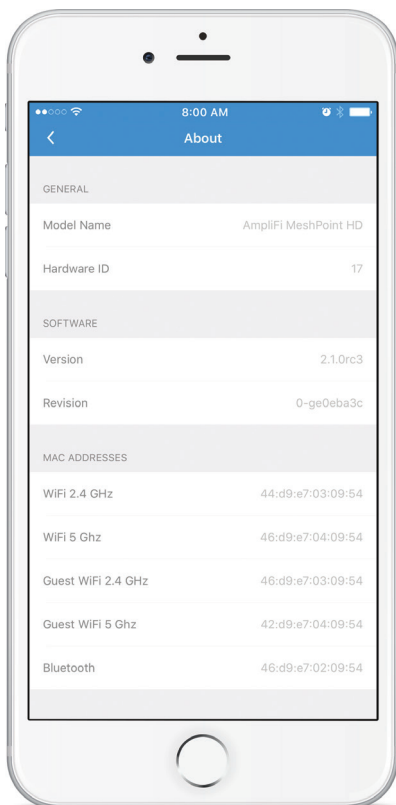 8:00 AM
About
GENERAL
Model Name AmpliFi MeshPoint HD
Hardware ID 17
SOFTWARE
Version 2.1.0rc3
Revision 0-ge0eba3c
MAC ADDRESSES
WiFi 2.4 GHz 44:d9:e7:03:09:54
WiFi 5 Ghz 46:d9:e7:04:09:54
Guest WiFi 2.4 GHz 46:d9:e7:03:09:54
Guest WiFi 5 Ghz 42:d9:e7:04:09:54
Bluetooth 46:d9:e7:02:09:54